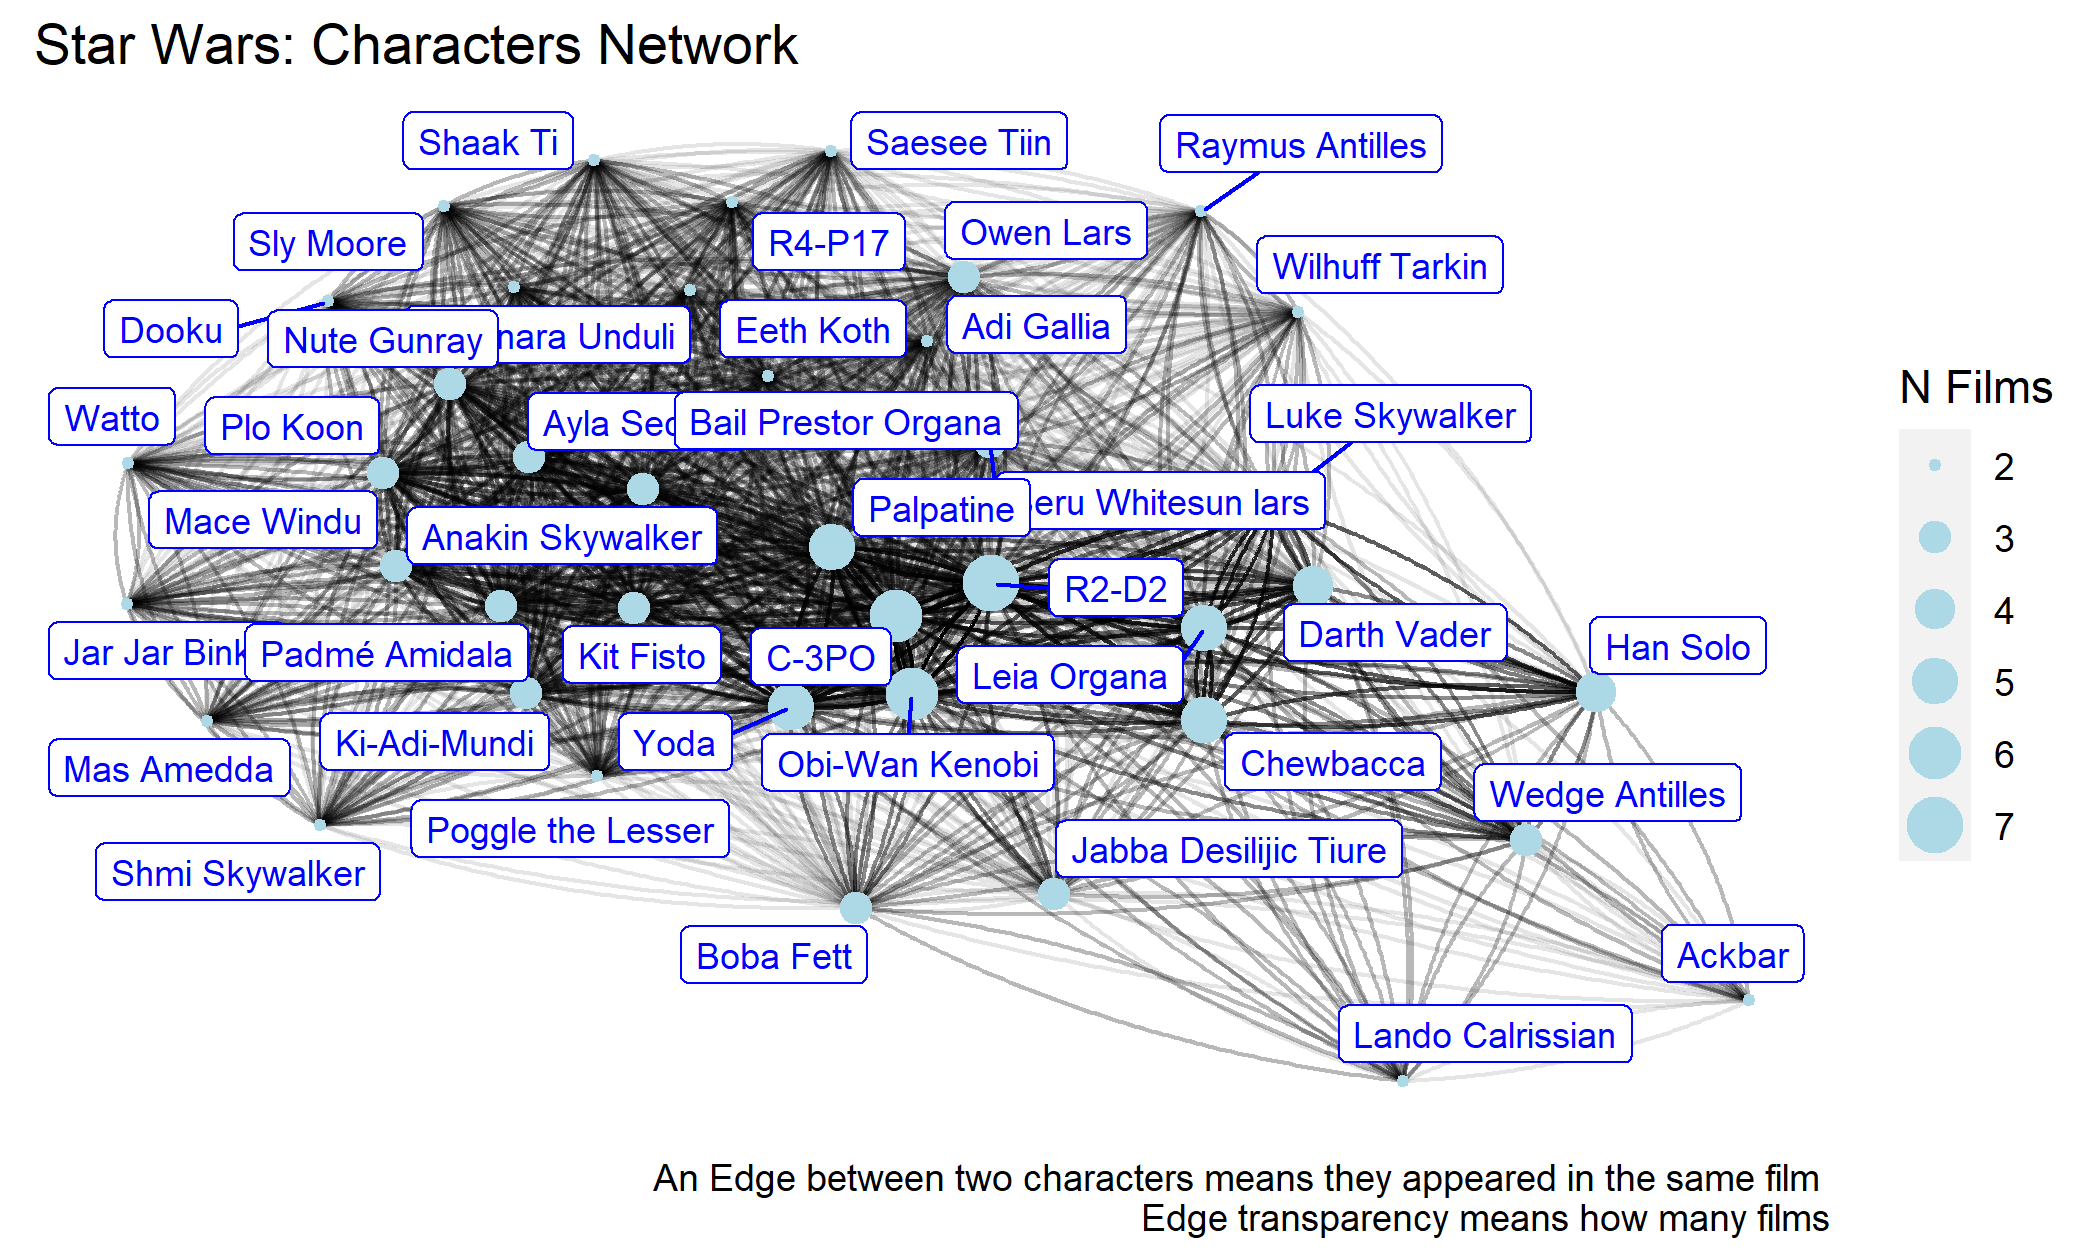 Star Wars: Characters Network
Shaak Ti
Saesee Tiin
Raymus Antilles
Sly Moore
R4-P17
Owen Lars
Wilhuff Tarkin
Dooku
Nute Gunray
Unduli
Eeth Koth
Adi Gallia
Watto
Plo Koon
Ayla
Bail Prestor Organa
Luke Skywalker
Mace Windu
Anakin Skywalker
Palpatine
Whitesun lars
R2-D2
Jar Jar
Padmé Amidala
Kit Fisto
C-3PO
Leia Organa
Darth Vader
Han Solo
Mas Amedda
Ki-Adi-Mundi
Yoda
Obi-Wan Kenobi
Chewbacca
Wedge Antilles
Shmi Skywalker
Poggle the Lesser
Jabba Desilijic Tiure
Boba Fett
Ackbar
Lando Calrissian
N Films
2
3
4
5
6
7
An Edge between two characters means they appeared in the same film
Edge transparency means how many films